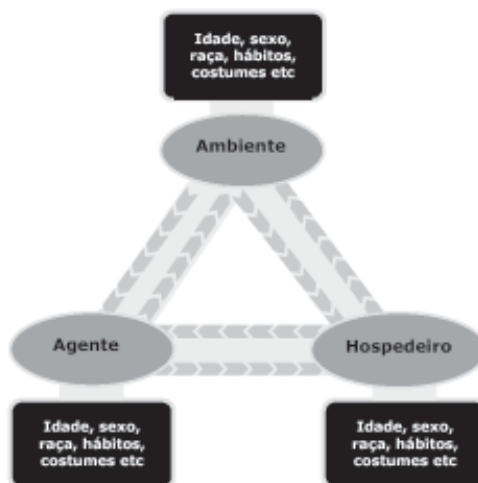 Idade, sexo,
raça, hábitos,
costumes etc
Ambiente
Agente
Hospedeiro
Idade, sexo,
raça, hábitos,
costumes etc
Idade, sexo,
raça, hábitos,
costumes etc